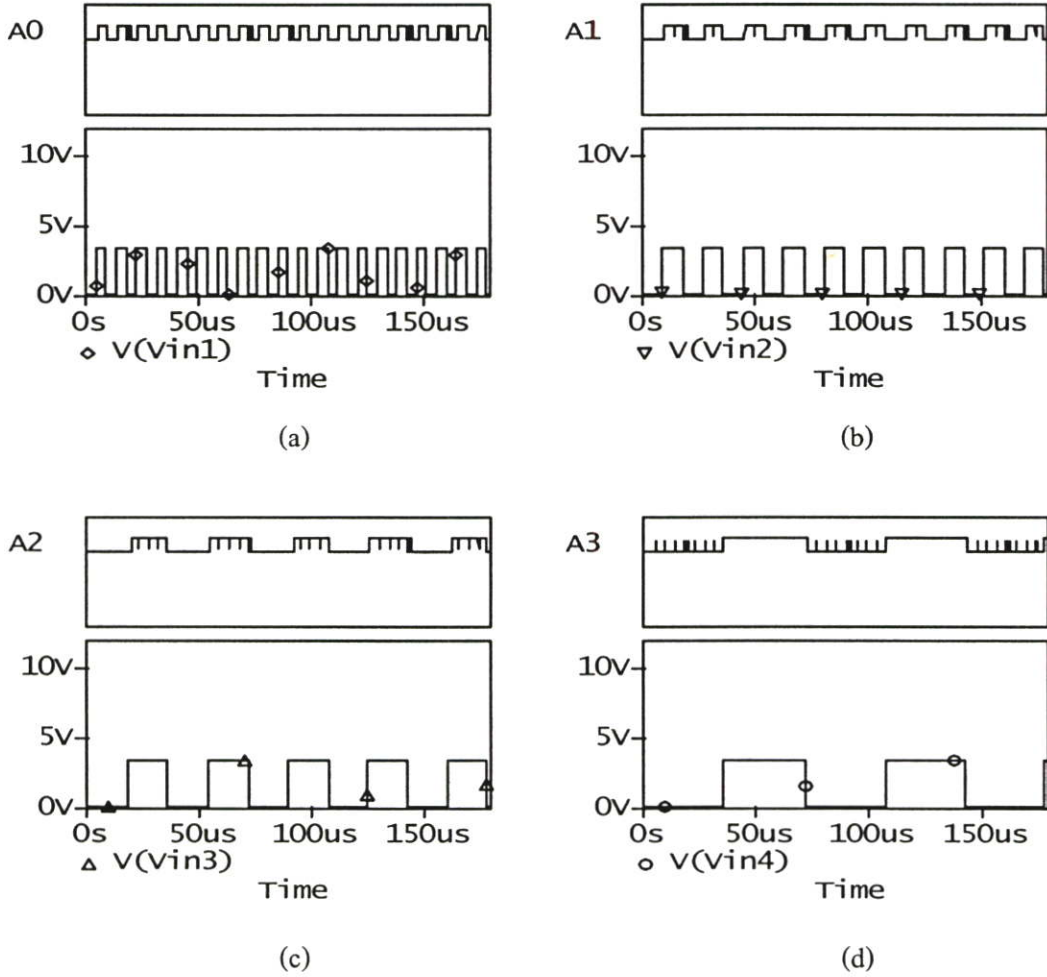 A0
10V
5V
0V
0s 50us 100us 150us
V(Vin1)
Time
(a)
A1
10V
5V
0V
0s 50us 100us 150us
V(Vin2)
Time
(b)
A2
10V
5V
0V
0s 50us 100us 150us
V(Vin3)
Time
(c)
A3
10V
5V
0V
0s 50us 100us 150us
V(Vin4)
Time
(d)